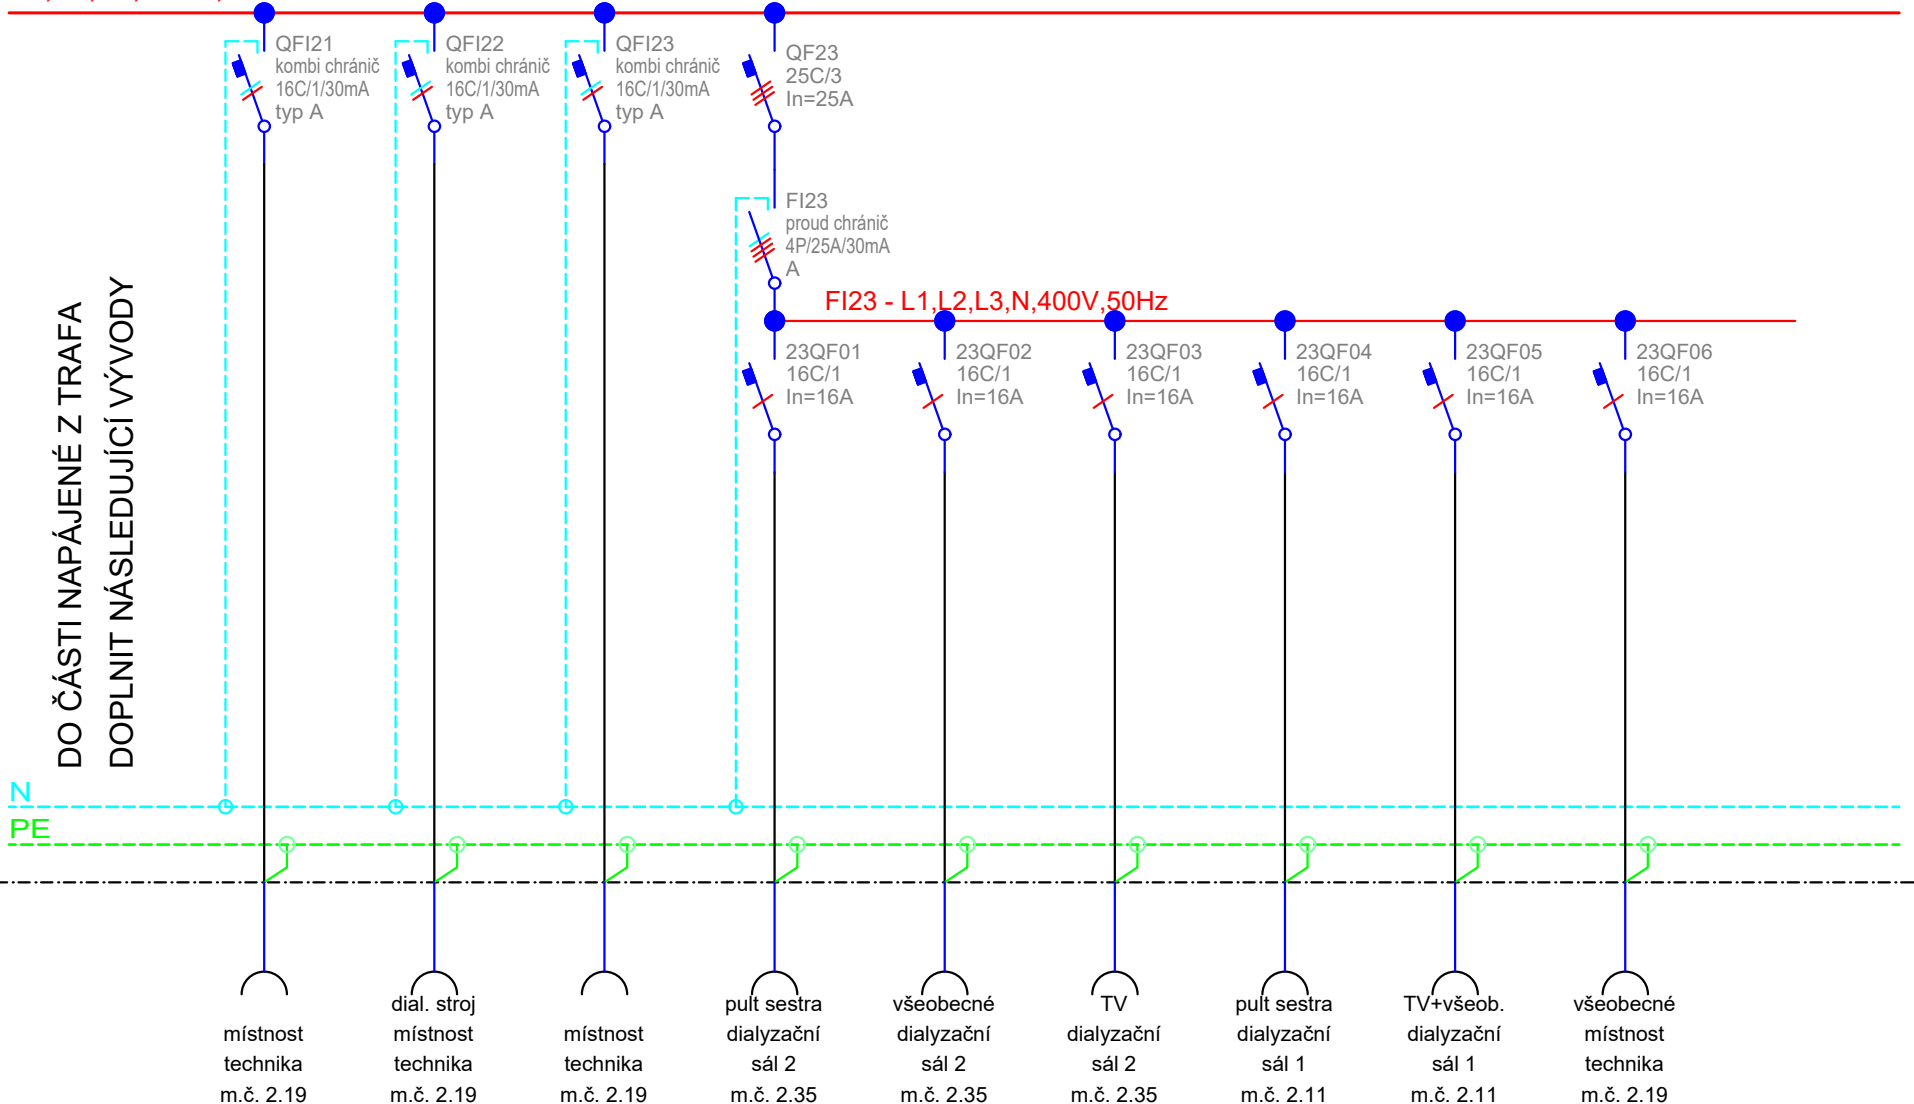 QFI21
kombi chránič
16C/1/30mA
typ A
QFI22
kombi chránič
16C/1/30mA
typ A
QFI23
kombi chránič
16C/1/30mA
typ A
QF23
25C/3
In=25A
FI23
proud chránič
4P/25A/30mA
A
FI23 - L1,L2,L3,N,400V,50Hz
23QF01
16C/1
In=16A
23QF02
16C/1
In=16A
23QF03
16C/1
In=16A
23QF04
16C/1
In=16A
23QF05
16C/1
In=16A
23QF06
16C/1
In=16A
DO ČÁSTI NAPÁJENÉ Z TRAFA
DOPLNIT NÁSLEDUJÍCÍ VÝVODY
N
PE
místnost
technika
m.č. 2.19
dial. stroj
místnost
technika
m.č. 2.19
místnost
technika
m.č. 2.19
pult sestra
dialyzační
sál 2
m.č. 2.35
všeobecné
dialyzační
sál 2
m.č. 2.35
TV
dialyzační
sál 2
m.č. 2.35
pult sestra
dialyzační
sál 1
m.č. 2.11
TV+všeob.
dialyzační
sál 1
m.č. 2.11
všeobecné
místnost
technika
m.č. 2.19